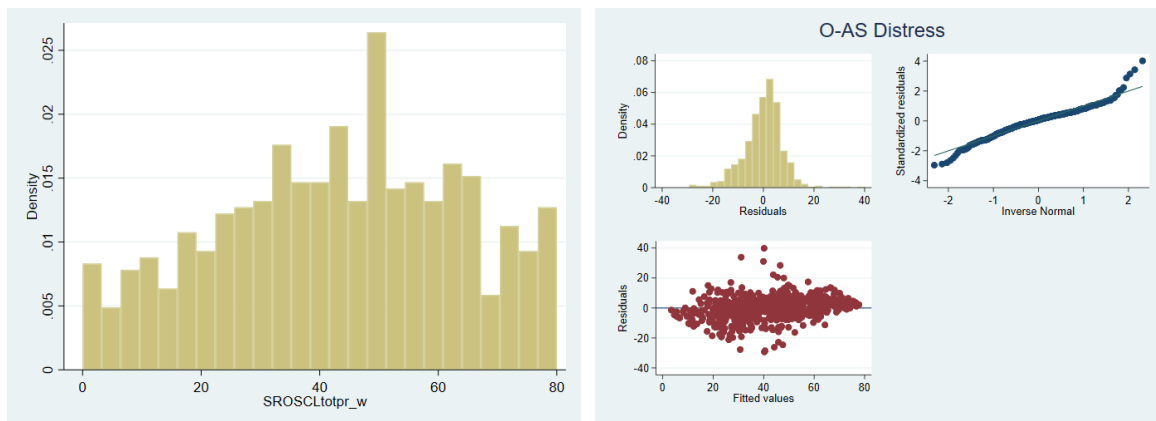 Density
0
.005
.01
.015
.02
.025
0 20 40 60 80
SROSCLtotpr_w
O-AS Distress
Density
0 .02 .04 .06 .08
-40 -20 0 20 40
Residuals
Standardized residuals
-4 -2 0 2 4
-2 -1 0 1 2
Inverse Normal
Residuals
-40 -20 0 20 40
0 20 40 60 80
Fitted values